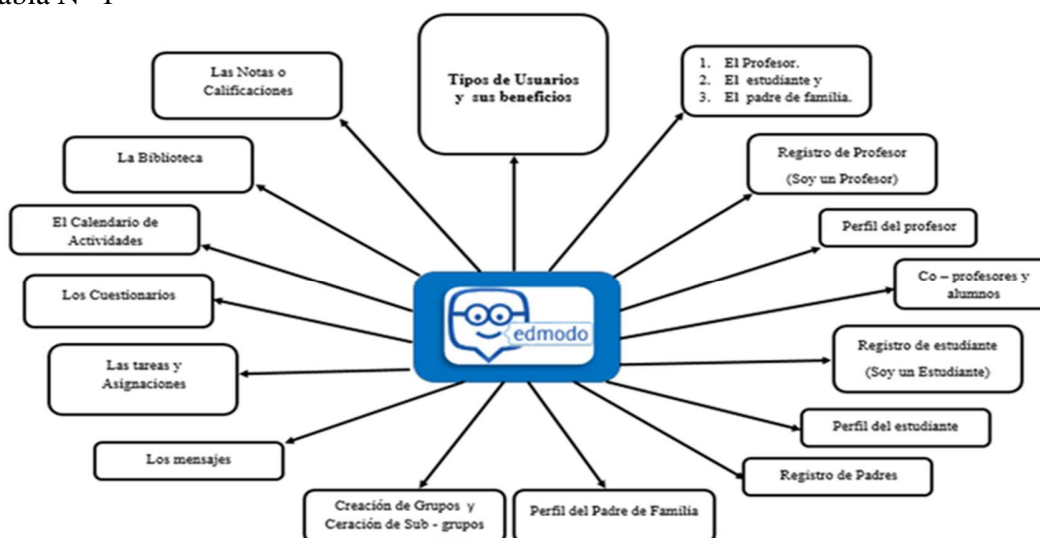 Tipos de Usuarios
y sus beneficios
1. El Profesor.
2. El estudiante y
3. El padre de familia.
Registro de Profesor
(Soy un Profesor)
Perfil del profesor
Co – profesores y
alumnos
Registro de estudiante
(Soy un Estudiante)
Perfil del estudiante
Registro de Padres
Perfil del Padre de Familia
Creación de Grupos y
Ceración de Sub - grupos
Los mensajes
Las tareas y
Asignaciones
Los Cuestionarios
El Calendario de
Actividades
La Biblioteca
Las Notas o
Calificaciones
edmodo